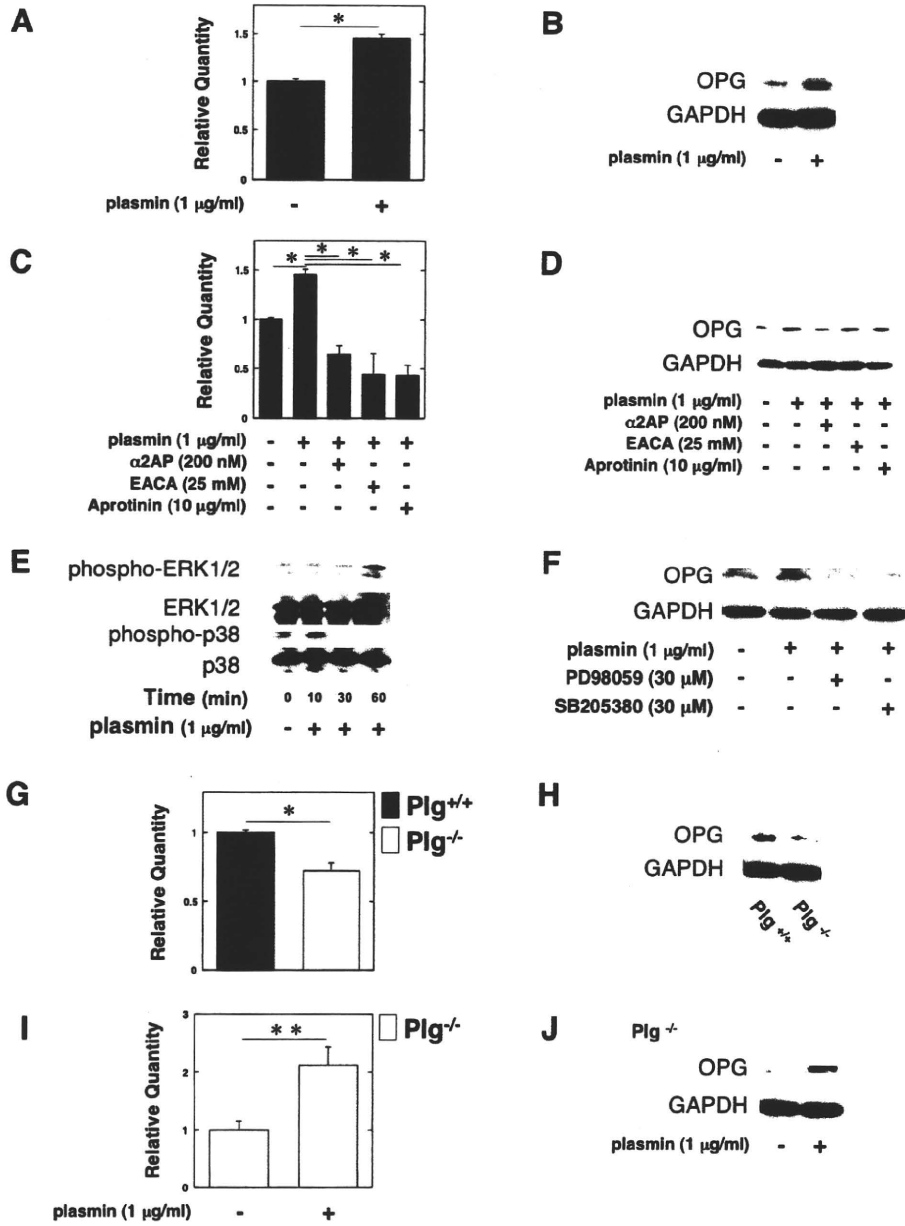 A
Relative Quantity
1.5
1
0.5
0
*
plasmin (1 μg/ml) - +
B
OPG
GAPDH
plasmin (1 μg/ml) - +
C
Relative Quantity
1.5
1
0.5
0
* * * *
plasmin (1 μg/ml) - + + + +
α2AP (200 nM) - - + - -
EACA (25 mM) - - - + -
Aprotinin (10 μg/ml) - - - - +
D
OPG
GAPDH
plasmin (1 μg/ml) - + + + +
α2AP (200 nM) - - + - -
EACA (25 mM) - - - + -
Aprotinin (10 μg/ml) - - - - +
E
phospho-ERK1/2
ERK1/2
phospho-p38
p38
Time (min) 0 10 30 60
plasmin (1 μg/ml) - + + +
F
OPG
GAPDH
plasmin (1 μg/ml) - + + +
PD98059 (30 μM) - - + -
SB205380 (30 μM) - - - +
G
Relative Quantity
1
0.5
0
*
Plg+/+
Plg-/-
H
OPG
GAPDH
Plg +/+ Plg -/-
I
Relative Quantity
3
2
1
0
**
Plg-/-
plasmin (1 μg/ml) - +
J
Plg -/-
OPG
GAPDH
plasmin (1 μg/ml) - +